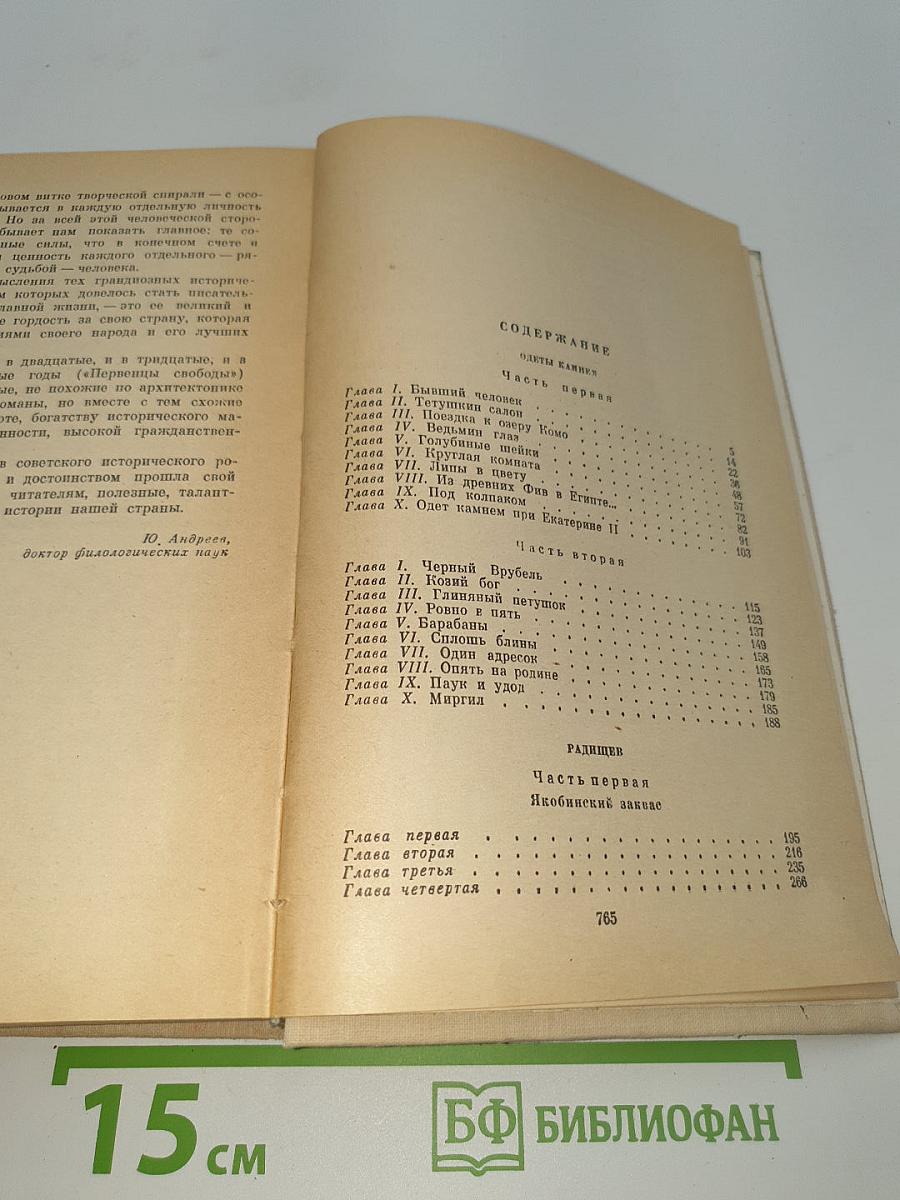 овом витке творческой спирали — с осо-
ывается в каждую отдельную личность
Но за всей этой человеческой сторо-
бывает нам показать главное: те со-
ные силы, что в конечном счете и
ценность каждого отдельного — ря-
судьбой — человека.
ысления тех грандиозных историче-
м которых довелось стать писатель-
лавной жизни, — это ее великий и
е гордость за свою страну, которая
иями своего народа и его лучших
в двадцатые, и в тридцатые, и в
ые годы («Первенцы свободы»)
ые, не похожие по архитектонике
оманы, но вместе с тем схожие
оте, богатству исторического ма-
нности, высокой гражданствен-
в советского исторического ро-
и достоинством прошла свой
читателям, полезные, талант-
истории нашей страны.
Ю. Андреев,
доктор филологических наук
СОДЕРЖАНИЕ
ОДЕТЫ КАМНЕМ
Часть первая
Глава I. Бывший человек . . . . . . . . . 5
Глава II. Тетушкин салон . . . . . . . . . 14
Глава III. Поездка к озеру Комо . . . . . . . . . 22
Глава IV. Ведьмин глаз . . . . . . . . . 36
Глава V. Голубиные шейки . . . . . . . . . 48
Глава VI. Круглая комната . . . . . . . . . 57
Глава VII. Липы в цвету . . . . . . . . . 72
Глава VIII. Из древних Фив в Египте... . . . . . . . 82
Глава IX. Под колпаком . . . . . . . . . 91
Глава X. Одет камнем при Екатерине II . . . . . . 103
Часть вторая
Глава I. Черный Врубель . . . . . . . . . 115
Глава II. Козий бог . . . . . . . . . 123
Глава III. Глиняный петушок . . . . . . . . . 137
Глава IV. Ровно в пять . . . . . . . . . 149
Глава V. Барабаны . . . . . . . . . 158
Глава VI. Сплошь блины . . . . . . . . . 165
Глава VII. Один адресок . . . . . . . . . 173
Глава VIII. Опять на родине . . . . . . . . . 179
Глава IX. Паук и удод . . . . . . . . . 185
Глава X. Миргил . . . . . . . . . 188
РАДИЩЕВ
Часть первая
Якобинский заквас
Глава первая . . . . . . . . . . . . . 195
Глава вторая . . . . . . . . . . . . . 216
Глава третья . . . . . . . . . . . . . 235
Глава четвертая . . . . . . . . . . . . . 266
765
15 см
БФ БИБЛИОФАН